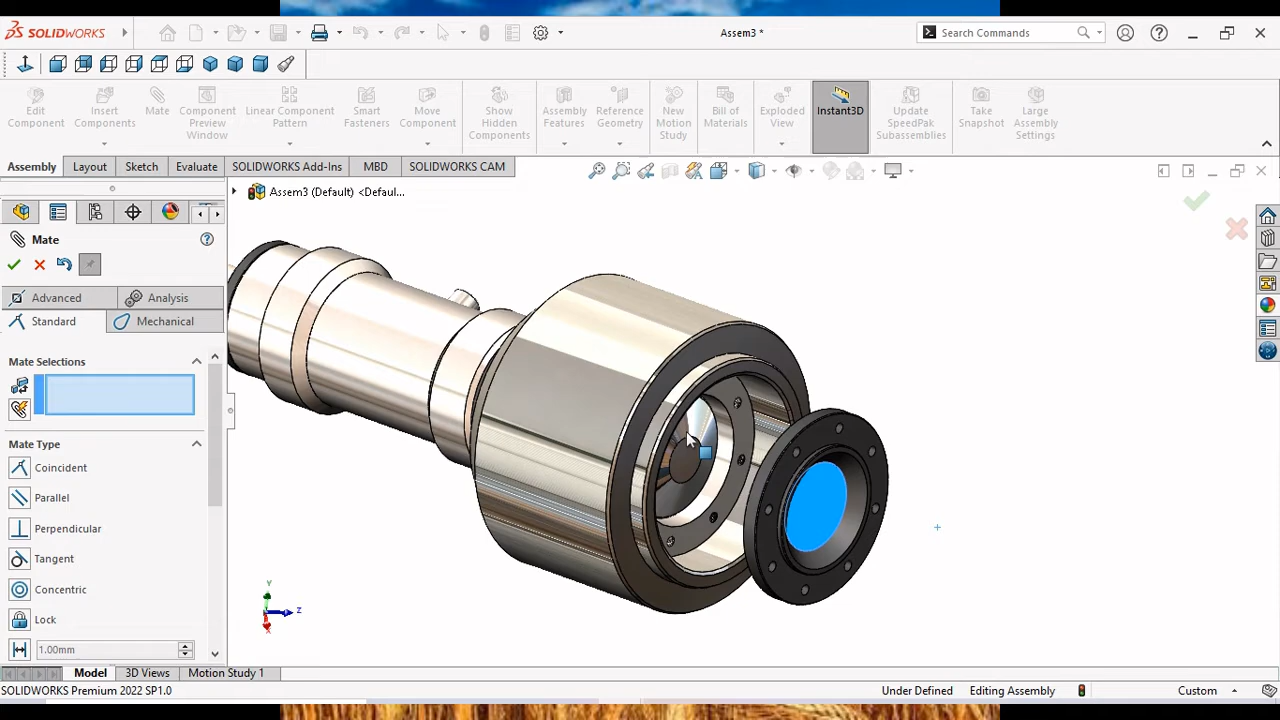 SOLIDWORKS
Assem3 *
Search Commands
Edit Component
Insert Components
Mate
Component Preview Window
Linear Component Pattern
Smart Fasteners
Move Component
Show Hidden Components
Assembly Features
Reference Geometry
New Motion Study
Bill of Materials
Exploded View
Instant3D
Update SpeedPak Subassemblies
Take Snapshot
Large Assembly Settings
Assembly
Layout
Sketch
Evaluate
SOLIDWORKS Add-Ins
MBD
SOLIDWORKS CAM
Assem3 (Default) <Defaul...
Mate
Advanced
Analysis
Standard
Mechanical
Mate Selections
Mate Type
Coincident
Parallel
Perpendicular
Tangent
Concentric
Lock
1.00mm
Y
Z
X
Model
3D Views
Motion Study 1
SOLIDWORKS Premium 2022 SP1.0
Under Defined
Editing Assembly
Custom